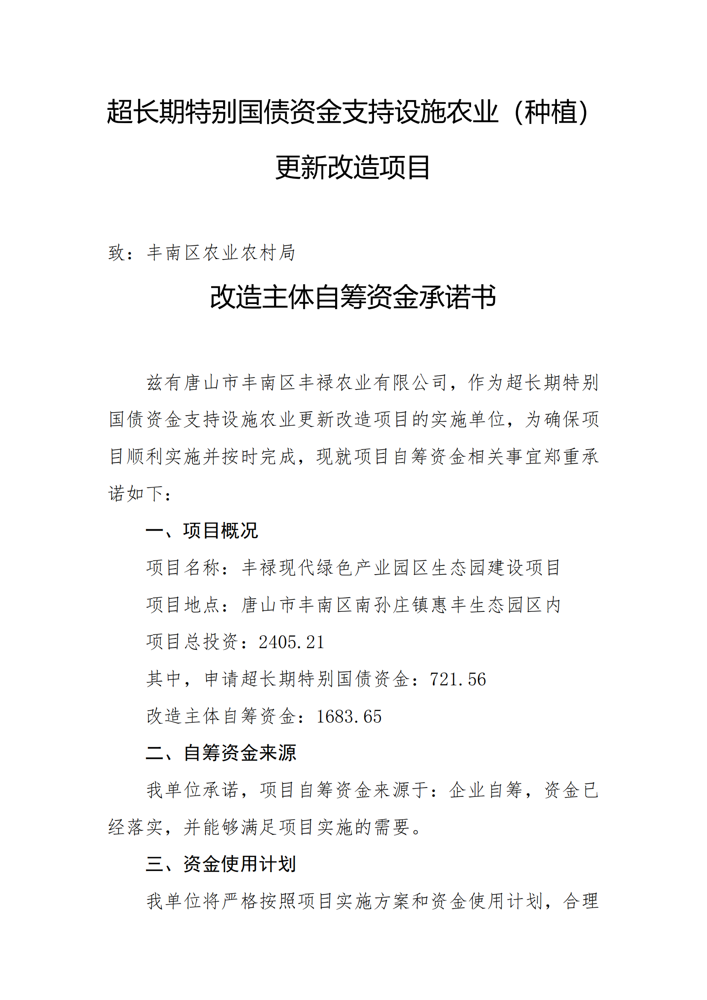 超长期特别国债资金支持设施农业（种植）
更新改造项目
致：丰南区农业农村局
改造主体自筹资金承诺书
兹有唐山市丰南区丰禄农业有限公司，作为超长期特别
国债资金支持设施农业更新改造项目的实施单位，为确保项
目顺利实施并按时完成，现就项目自筹资金相关事宜郑重承
诺如下：
一、项目概况
项目名称：丰禄现代绿色产业园区生态园建设项目
项目地点：唐山市丰南区南孙庄镇惠丰生态园区内
项目总投资：2405.21
其中，申请超长期特别国债资金：721.56
改造主体自筹资金：1683.65
二、自筹资金来源
我单位承诺，项目自筹资金来源于：企业自筹，资金已
经落实，并能够满足项目实施的需要。
三、资金使用计划
我单位将严格按照项目实施方案和资金使用计划，合理